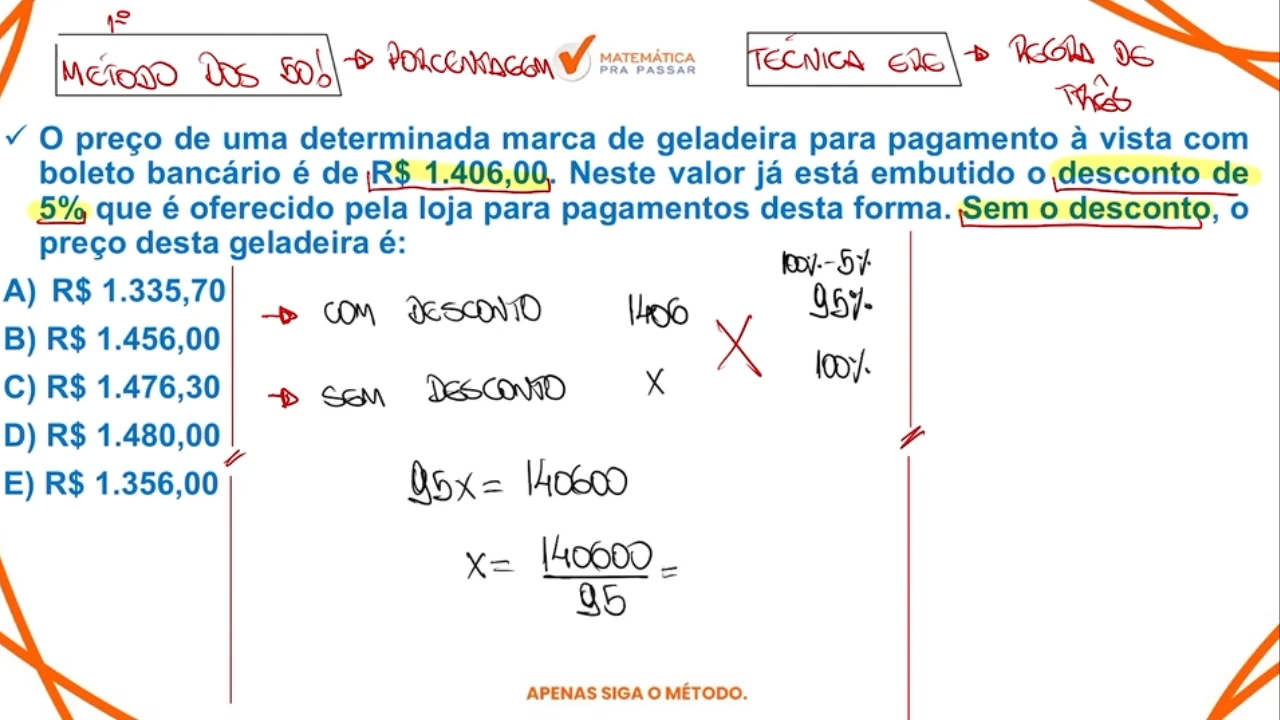 1º
MÉTODO DOS 50! → PORCENTAGEM
MATEMÁTICA
PRA PASSAR
TÉCNICA ERE → REGRA DE
TRÊS
✓ O preço de uma determinada marca de geladeira para pagamento à vista com
boleto bancário é de R$ 1.406,00. Neste valor já está embutido o desconto de
5% que é oferecido pela loja para pagamentos desta forma. Sem o desconto, o
preço desta geladeira é:
A) R$ 1.335,70
B) R$ 1.456,00
C) R$ 1.476,30
D) R$ 1.480,00
E) R$ 1.356,00
100%-5%
→ COM DESCONTO 1406 95%
→ SEM DESCONTO X 100%
95X = 140600
X = 140600 =
95
APENAS SIGA O MÉTODO.